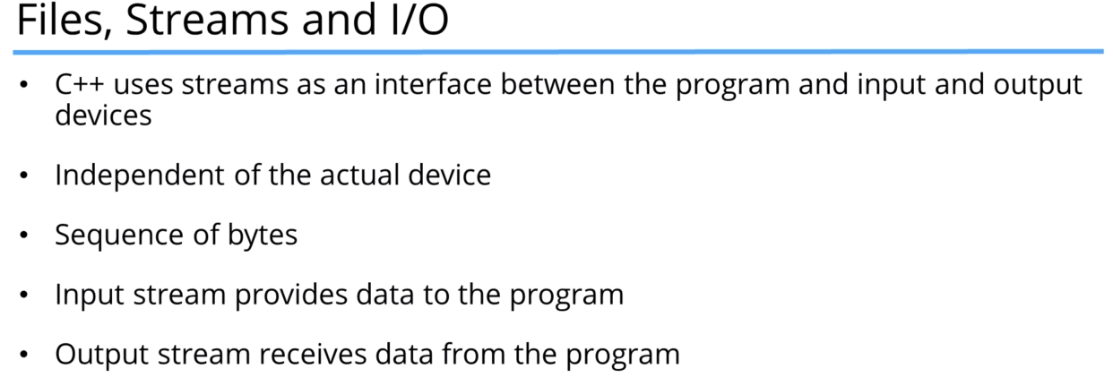 Files, Streams and I/O
• C++ uses streams as an interface between the program and input and output
devices
• Independent of the actual device
• Sequence of bytes
• Input stream provides data to the program
• Output stream receives data from the program